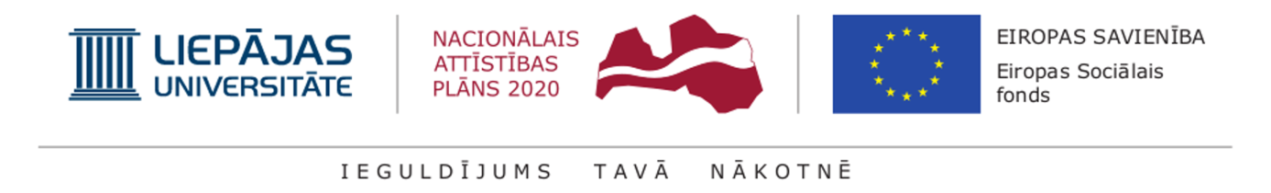 LIEPĀJAS
UNIVERSITĀTE
NACIONĀLAIS
ATTĪSTĪBAS
PLĀNS 2020
EIROPAS SAVIENĪBA
Eiropas Sociālais
fonds
IEGULDĪJUMS TAVĀ NĀKOTNĒ